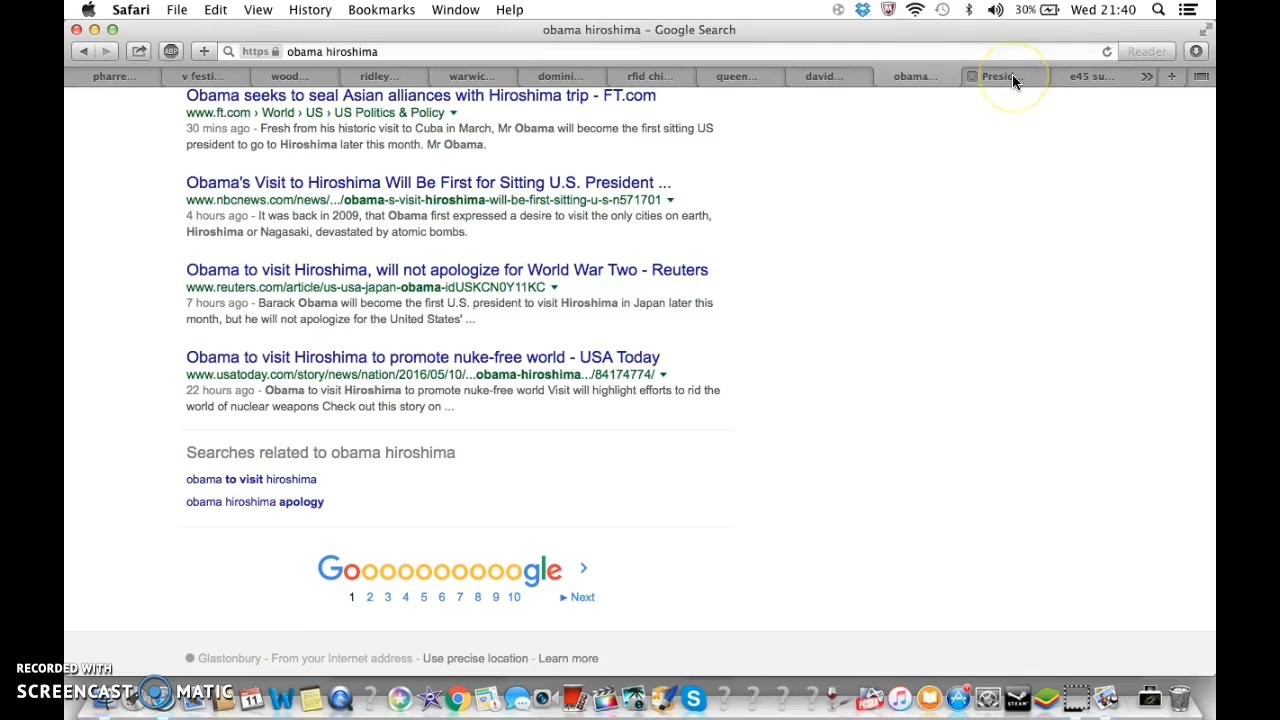 Safari File Edit View History Bookmarks Window Help 30% Wed 21:40
obama hiroshima – Google Search
https obama hiroshima Reader
ABP
pharre... v festi... wood... ridley... warwic... domini... rfid chi... queen... david... obama... Presid... e45 su...
Obama seeks to seal Asian alliances with Hiroshima trip - FT.com
www.ft.com › World › US › US Politics & Policy
30 mins ago - Fresh from his historic visit to Cuba in March, Mr Obama will become the first sitting US
president to go to Hiroshima later this month. Mr Obama.
Obama's Visit to Hiroshima Will Be First for Sitting U.S. President ...
www.nbcnews.com/news/.../obama-s-visit-hiroshima-will-be-first-sitting-u-s-n571701
4 hours ago - It was back in 2009, that Obama first expressed a desire to visit the only cities on earth,
Hiroshima or Nagasaki, devastated by atomic bombs.
Obama to visit Hiroshima, will not apologize for World War Two - Reuters
www.reuters.com/article/us-usa-japan-obama-idUSKCN0Y11KC
7 hours ago - Barack Obama will become the first U.S. president to visit Hiroshima in Japan later this
month, but he will not apologize for the United States' ...
Obama to visit Hiroshima to promote nuke-free world - USA Today
www.usatoday.com/story/news/nation/2016/05/10/...obama-hiroshima.../84174774/
22 hours ago - Obama to visit Hiroshima to promote nuke-free world Visit will highlight efforts to rid the
world of nuclear weapons Check out this story on ...
Searches related to obama hiroshima
obama to visit hiroshima
obama hiroshima apology
Goooooooooogle >
1 2 3 4 5 6 7 8 9 10 Next
Glastonbury - From your Internet address - Use precise location - Learn more
RECORDED WITH
SCREENCAST MATIC
11
STEAM